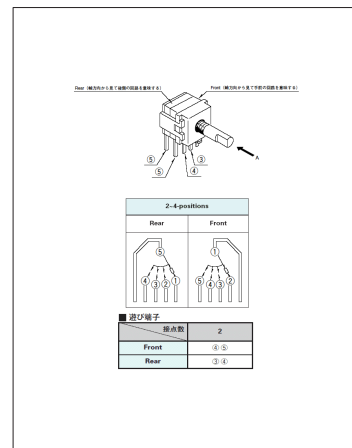 Rear (軸方向から見て後側の回路を意味する)
Front (軸方向から見て手前の回路を意味する)
A
⑤
③
⑤
④
2-4-positions
Rear Front
⑤ ①
④ ③ ② ① ⑤ ④ ③ ②
■ 遊び端子
接点数 2
Front ④ ⑤
Rear ③ ④